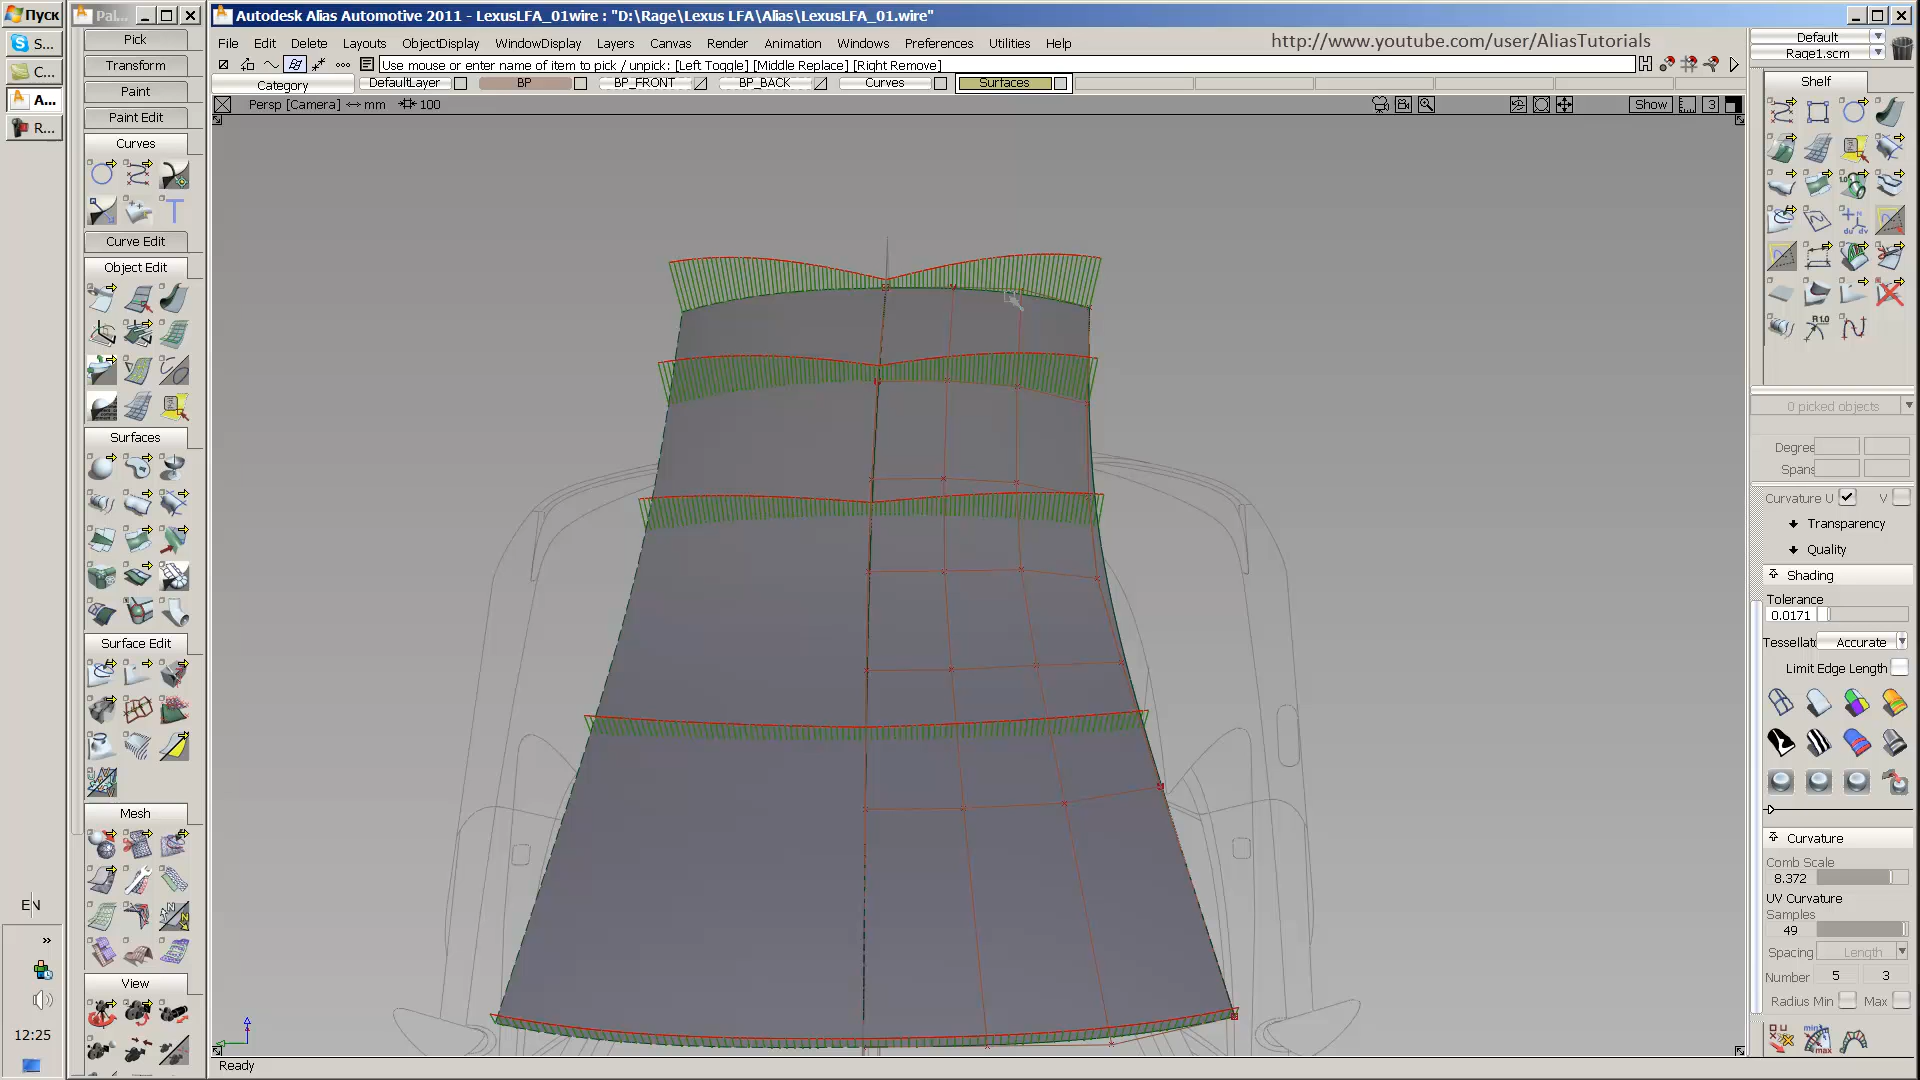 Пуск
S...
C...
A...
R...
EN
»
12:25
Pal...
Pick
Transform
Paint
Paint Edit
Curves
Curve Edit
Object Edit
Surfaces
Surface Edit
Mesh
View
Autodesk Alias Automotive 2011 - LexusLFA_01wire : "D:\Rage\Lexus LFA\Alias\LexusLFA_01.wire"
File Edit Delete Layouts ObjectDisplay WindowDisplay Layers Canvas Render Animation Windows Preferences Utilities Help
http://www.youtube.com/user/AliasTutorials
Use mouse or enter name of item to pick / unpick: [Left Toggle] [Middle Replace] [Right Remove]
Category DefaultLayer BP BP_FRONT BP_BACK Curves Surfaces
Persp [Camera] mm 100
Show 3
Ready
Default
Rage1.scm
Shelf
R1.0
0 picked objects
Degree
Spans
Curvature U V
Transparency
Quality
Shading
Tolerance
0.0171
Tessellato Accurate
Limit Edge Length
Curvature
Comb Scale
8.372
UV Curvature
Samples
49
Spacing Length
Number 5 3
Radius Min Max
min
max